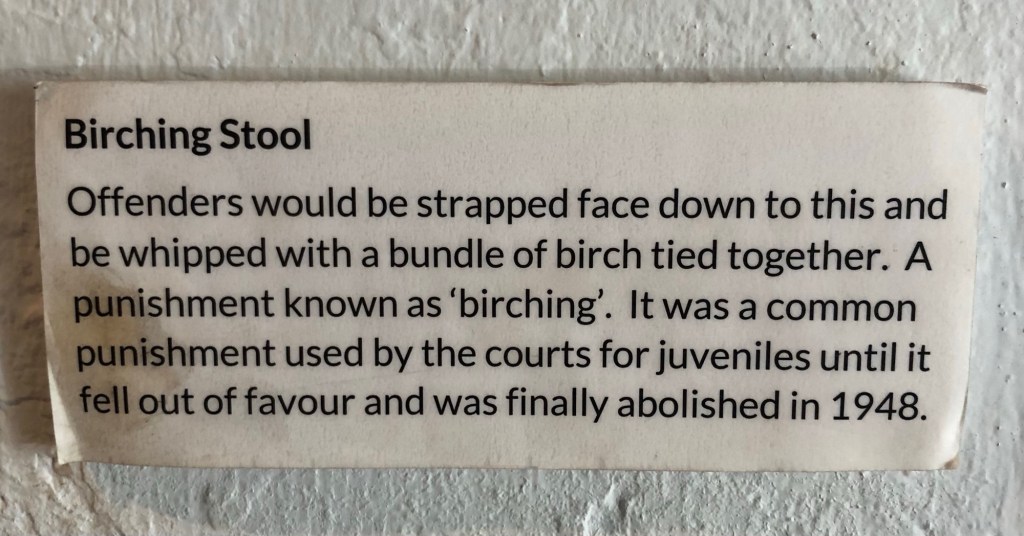 Birching Stool
Offenders would be strapped face down to this and
be whipped with a bundle of birch tied together.  A
punishment known as ‘birching’.  It was a common
punishment used by the courts for juveniles until it
fell out of favour and was finally abolished in 1948.